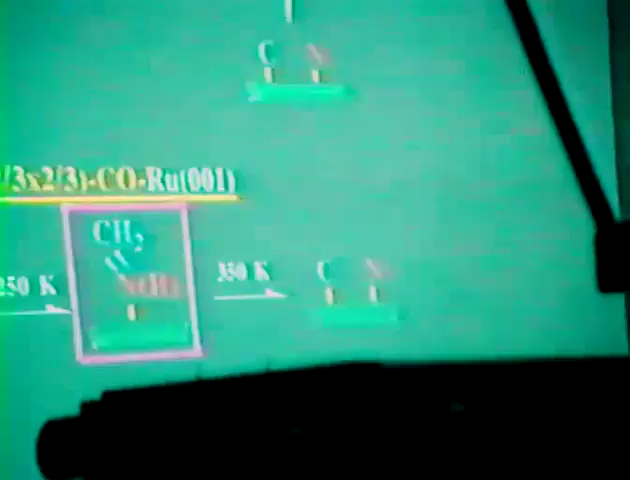 C N
/3x2/3)-CO-Ru(001)
CH2
250 K
350 K
C N